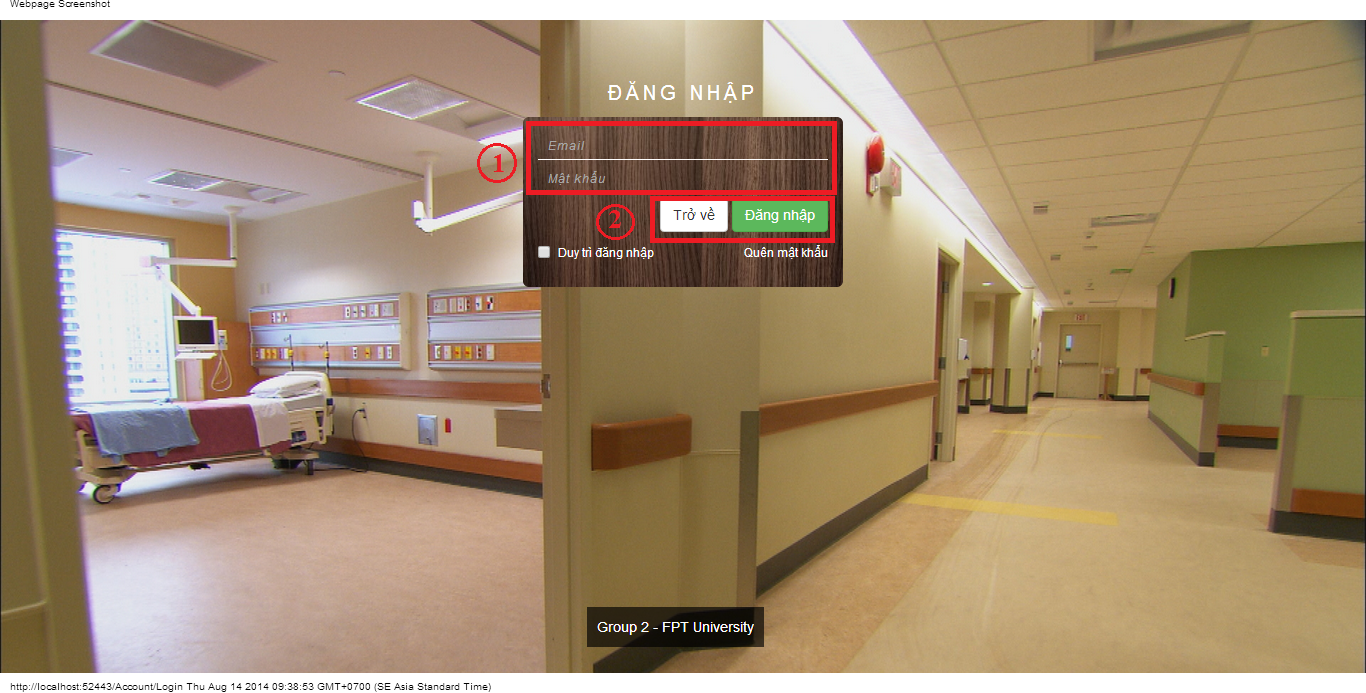 Webpage Screenshot
ĐĂNG NHẬP
Email
1
Mật khẩu
2 Trở về Đăng nhập
Duy trì đăng nhập Quên mật khẩu
Group 2 - FPT University
http://localhost:52443/Account/Login Thu Aug 14 2014 09:38:53 GMT+0700 (SE Asia Standard Time)